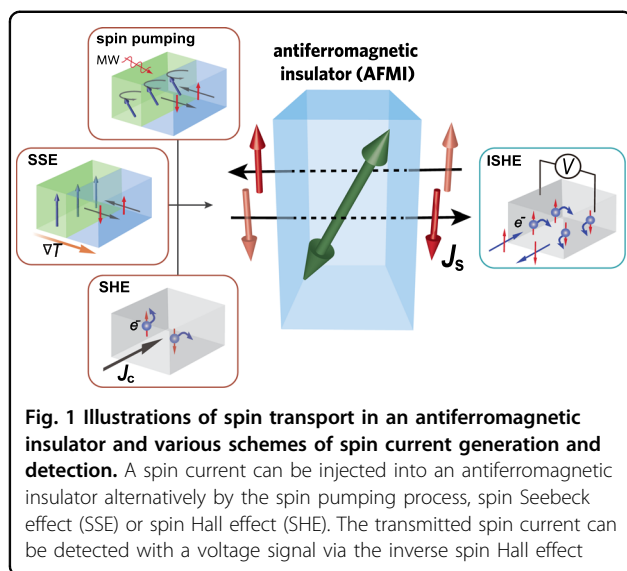 spin pumping
MW
SSE
∇T
SHE
e⁻
J_c
antiferromagnetic
insulator (AFMI)
J_s
ISHE
V
e⁻
Fig. 1 Illustrations of spin transport in an antiferromagnetic
insulator and various schemes of spin current generation and
detection. A spin current can be injected into an antiferromagnetic
insulator alternatively by the spin pumping process, spin Seebeck
effect (SSE) or spin Hall effect (SHE). The transmitted spin current can
be detected with a voltage signal via the inverse spin Hall effect